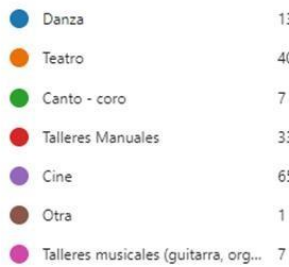 Danza 13
Teatro 40
Canto - coro 7
Talleres Manuales 33
Cine 65
Otra 1
Talleres musicales (guitarra, org... 7